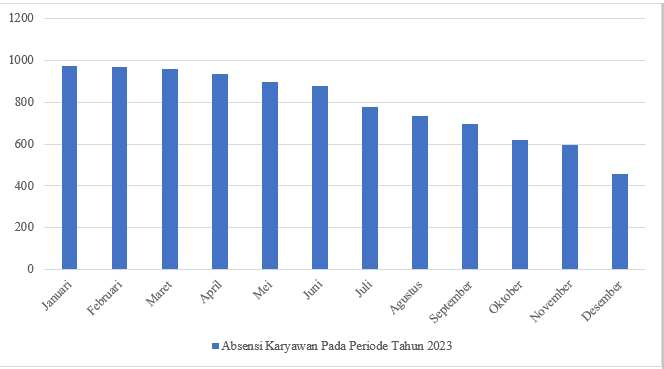 1200
1000
800
600
400
200
0
Januari
Februari
Maret
April
Mei
Juni
Juli
Agustus
September
Oktober
November
Desember
Absensi Karyawan Pada Periode Tahun 2023